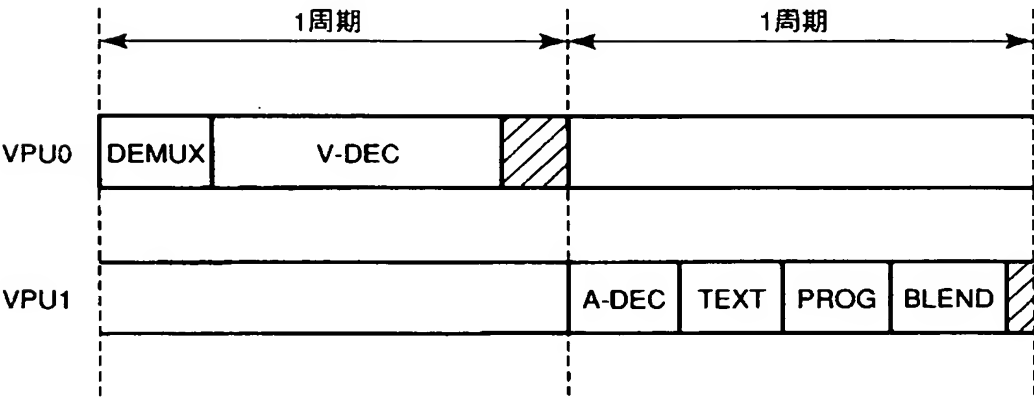 1周期 1周期
VPU0 DEMUX V-DEC
VPU1 A-DEC TEXT PROG BLEND